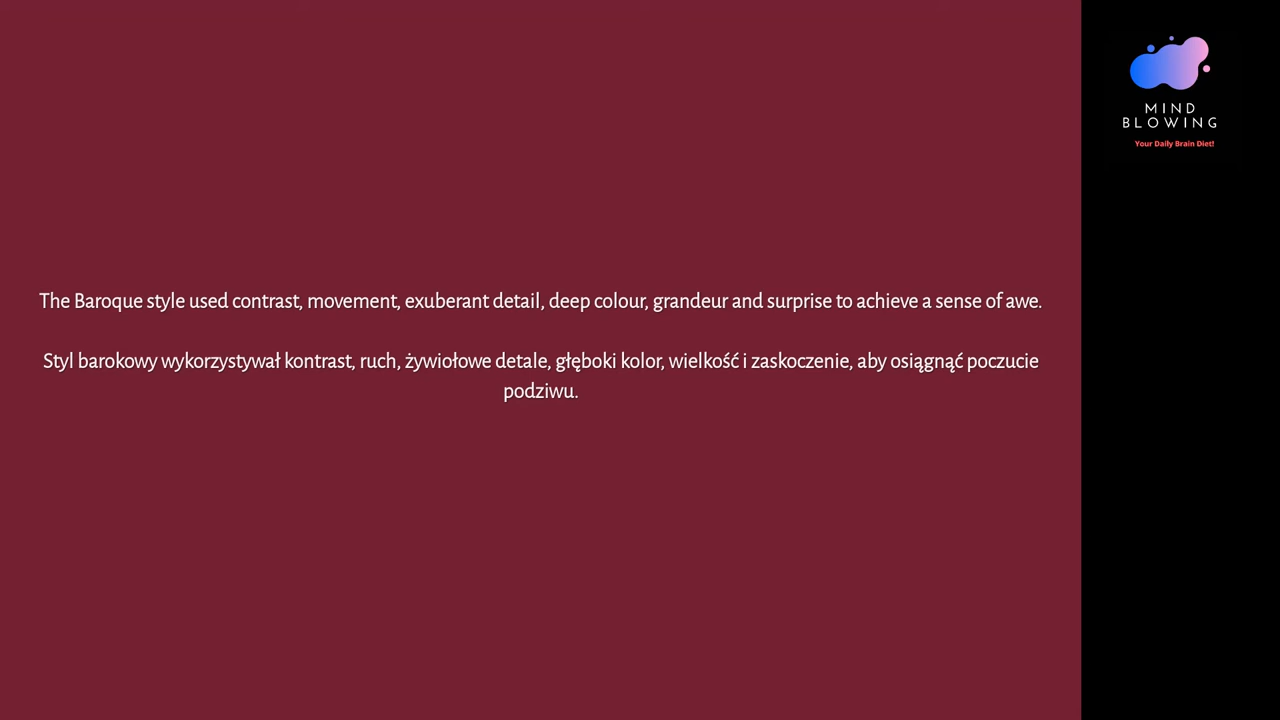 The Baroque style used contrast, movement, exuberant detail, deep colour, grandeur and surprise to achieve a sense of awe.
Styl barokowy wykorzystywał kontrast, ruch, żywiołowe detale, głęboki kolor, wielkość i zaskoczenie, aby osiągnąć poczucie
podziwu.
MIND
BLOWING
Your Daily Brain Diet!